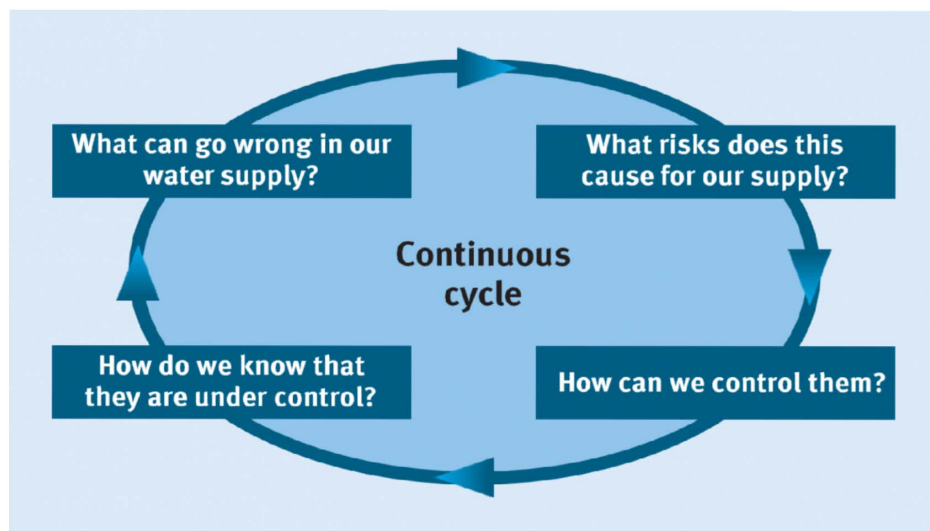 What can go wrong in our
water supply?
What risks does this
cause for our supply?
Continuous
cycle
How do we know that
they are under control?
How can we control them?